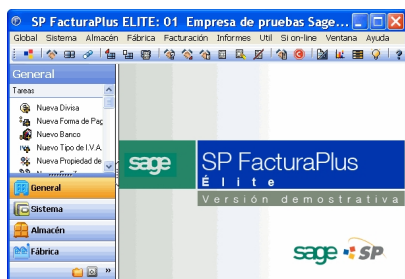 SP FacturaPlus ELITE: 01 Empresa de pruebas Sage...
Global Sistema Almacén Fábrica Facturación Informes Util Si on-line Ventana Ayuda
General
Tareas
Nueva Divisa
Nueva Forma de Pag
Nuevo Banco
Nuevo Tipo de I.V.A.
Nueva Propiedad de
General
Sistema
Almacén
Fábrica
sage
SP FacturaPlus
Élite
Versión demostrativa
sage SP